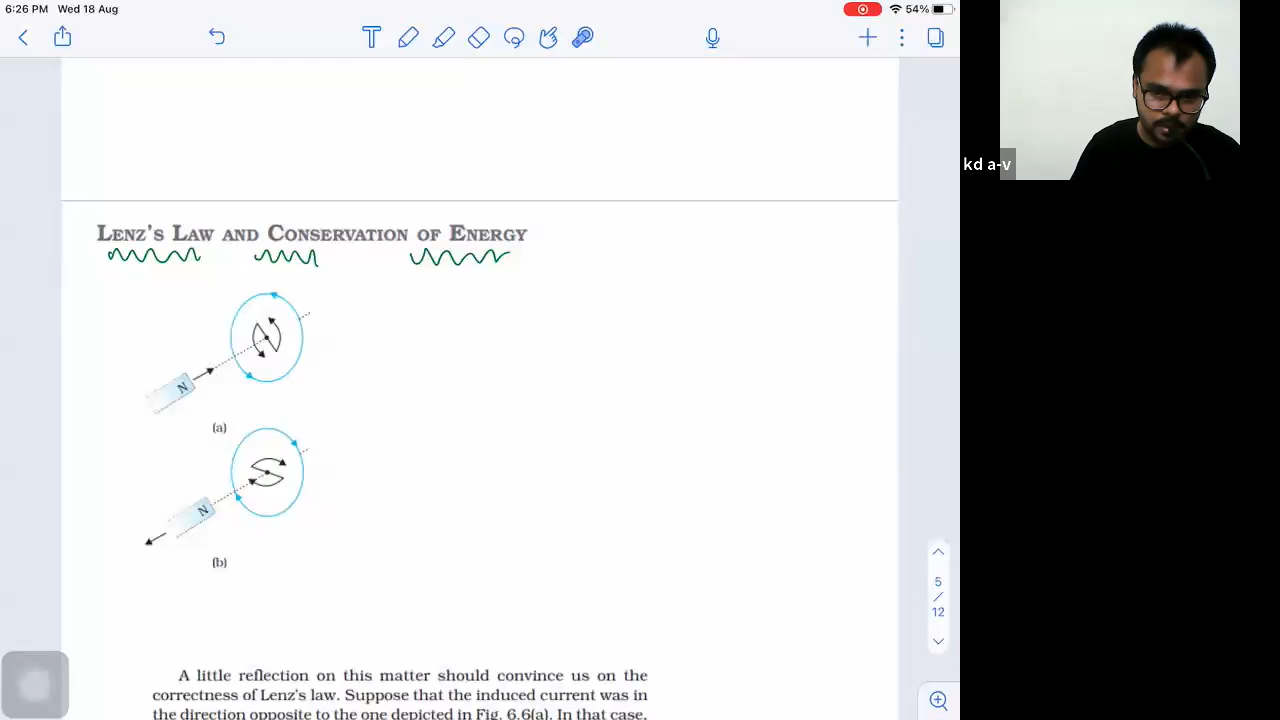 6:26 PM Wed 18 Aug
54%
T
kd a-v
LENZ'S LAW AND CONSERVATION OF ENERGY
N
(a)
N
(b)
5
/
12
A little reflection on this matter should convince us on the
correctness of Lenz's law. Suppose that the induced current was in
the direction opposite to the one depicted in Fig. 6.6(a). In that case,